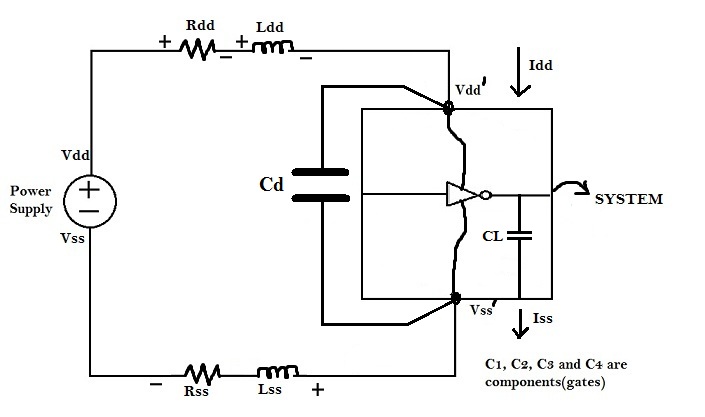 Rdd
Ldd
+
+
−
−
Idd
Vdd'
Vdd
Cd
Power
Supply
+
−
SYSTEM
Vss
CL
Vss'
Iss
−
Rss
Lss
+
C1, C2, C3 and C4 are
components(gates)